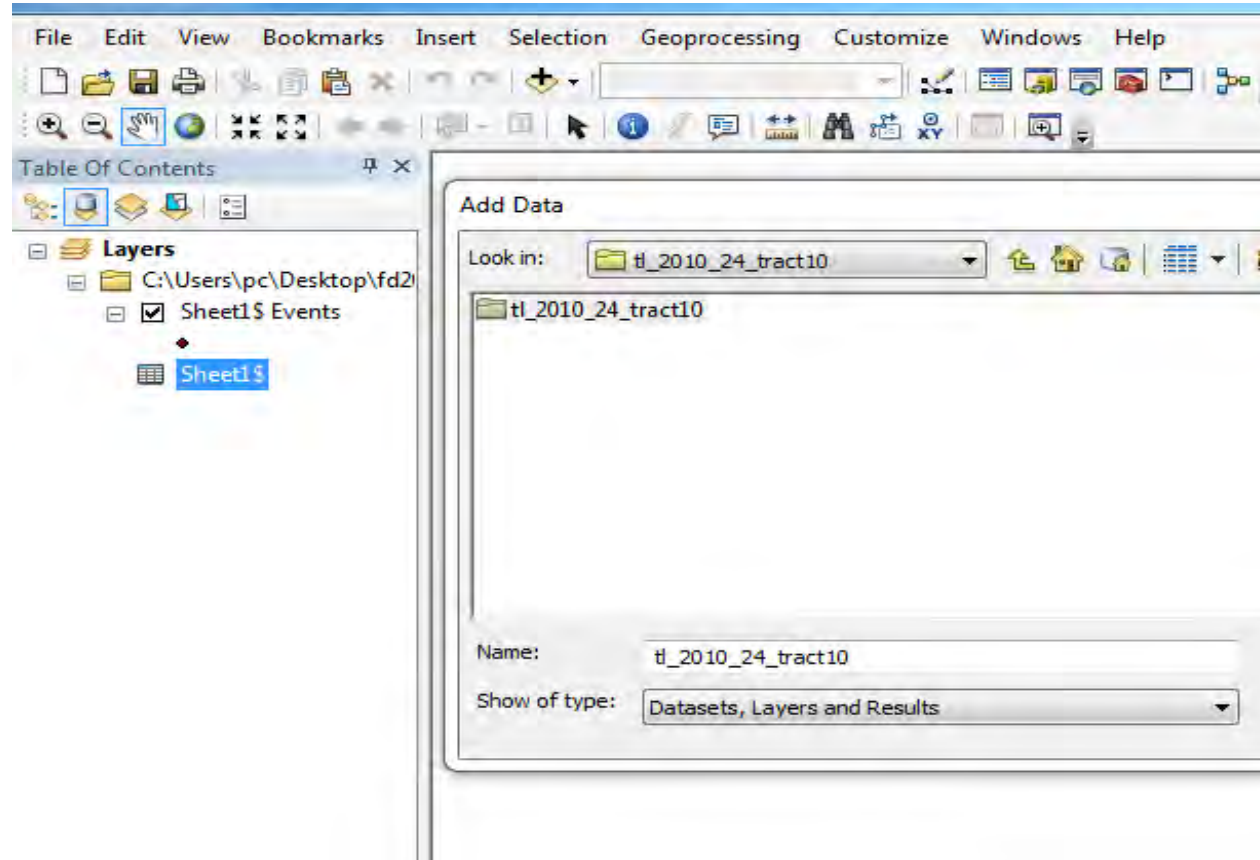 File Edit View Bookmarks Insert Selection Geoprocessing Customize Windows Help
Table Of Contents
Layers
C:\Users\pc\Desktop\fd2
Sheet1$ Events
Sheet1$
Add Data
Look in: tl_2010_24_tract10
tl_2010_24_tract10
Name: tl_2010_24_tract10
Show of type: Datasets, Layers and Results